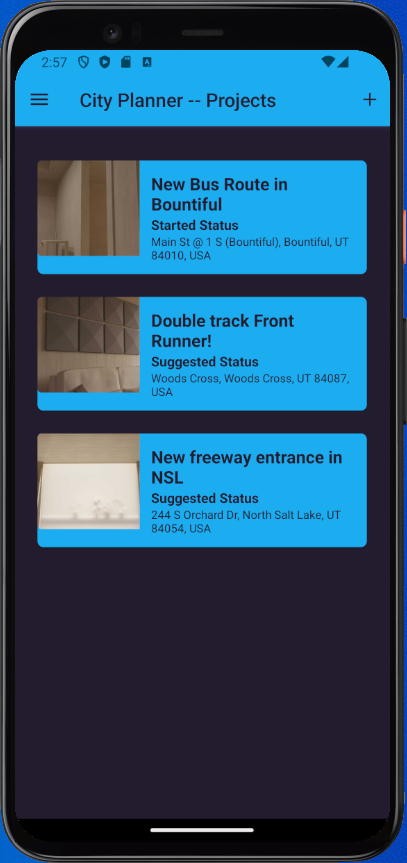 2:57
City Planner -- Projects
New Bus Route in
Bountiful
Started Status
Main St @ 1 S (Bountiful), Bountiful, UT
84010, USA
Double track Front
Runner!
Suggested Status
Woods Cross, Woods Cross, UT 84087,
USA
New freeway entrance in
NSL
Suggested Status
244 S Orchard Dr, North Salt Lake, UT
84054, USA